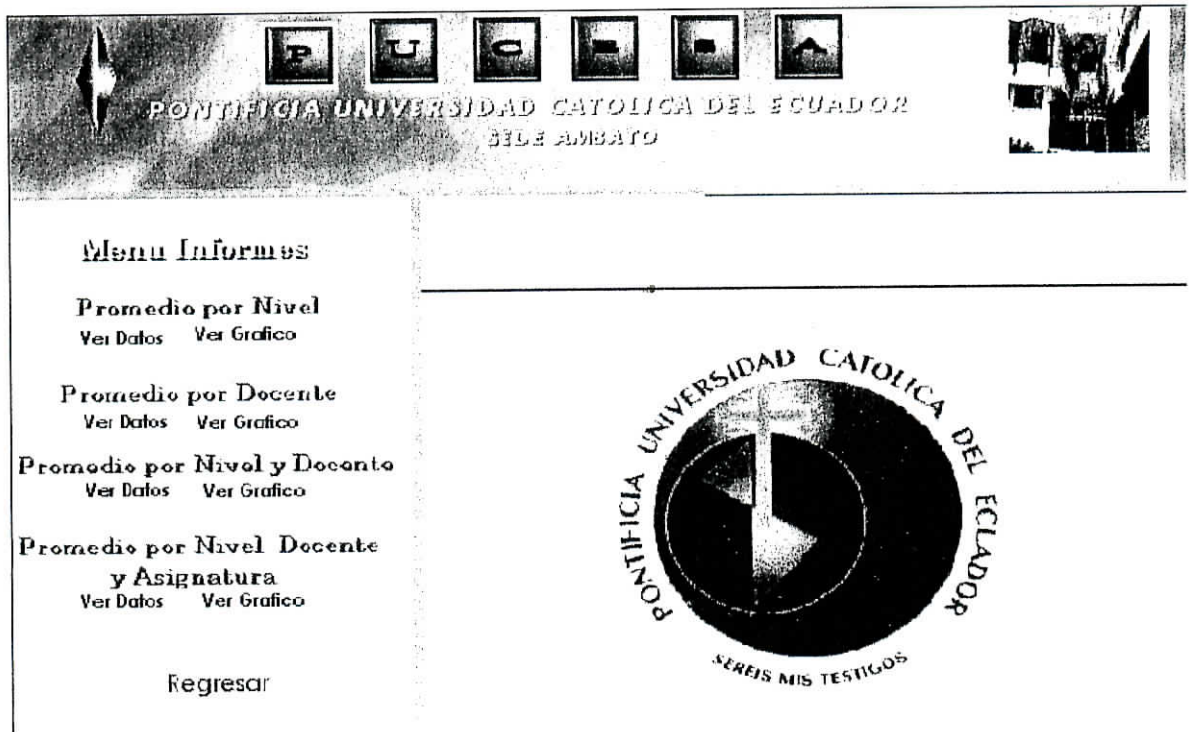 P U C E S A
PONTIFICIA UNIVERSIDAD CATOLICA DEL ECUADOR
SEDE AMBATO
Menu Informes
Promedio por Nivel
Ver Datos Ver Grafico
Promedio por Docente
Ver Datos Ver Grafico
Promedio por Nivel y Docente
Ver Datos Ver Grafico
Promedio por Nivel Docente
y Asignatura
Ver Datos Ver Grafico
Regresar
PONTIFICIA UNIVERSIDAD CATOLICA DEL ECUADOR
SEREIS MIS TESTIGOS